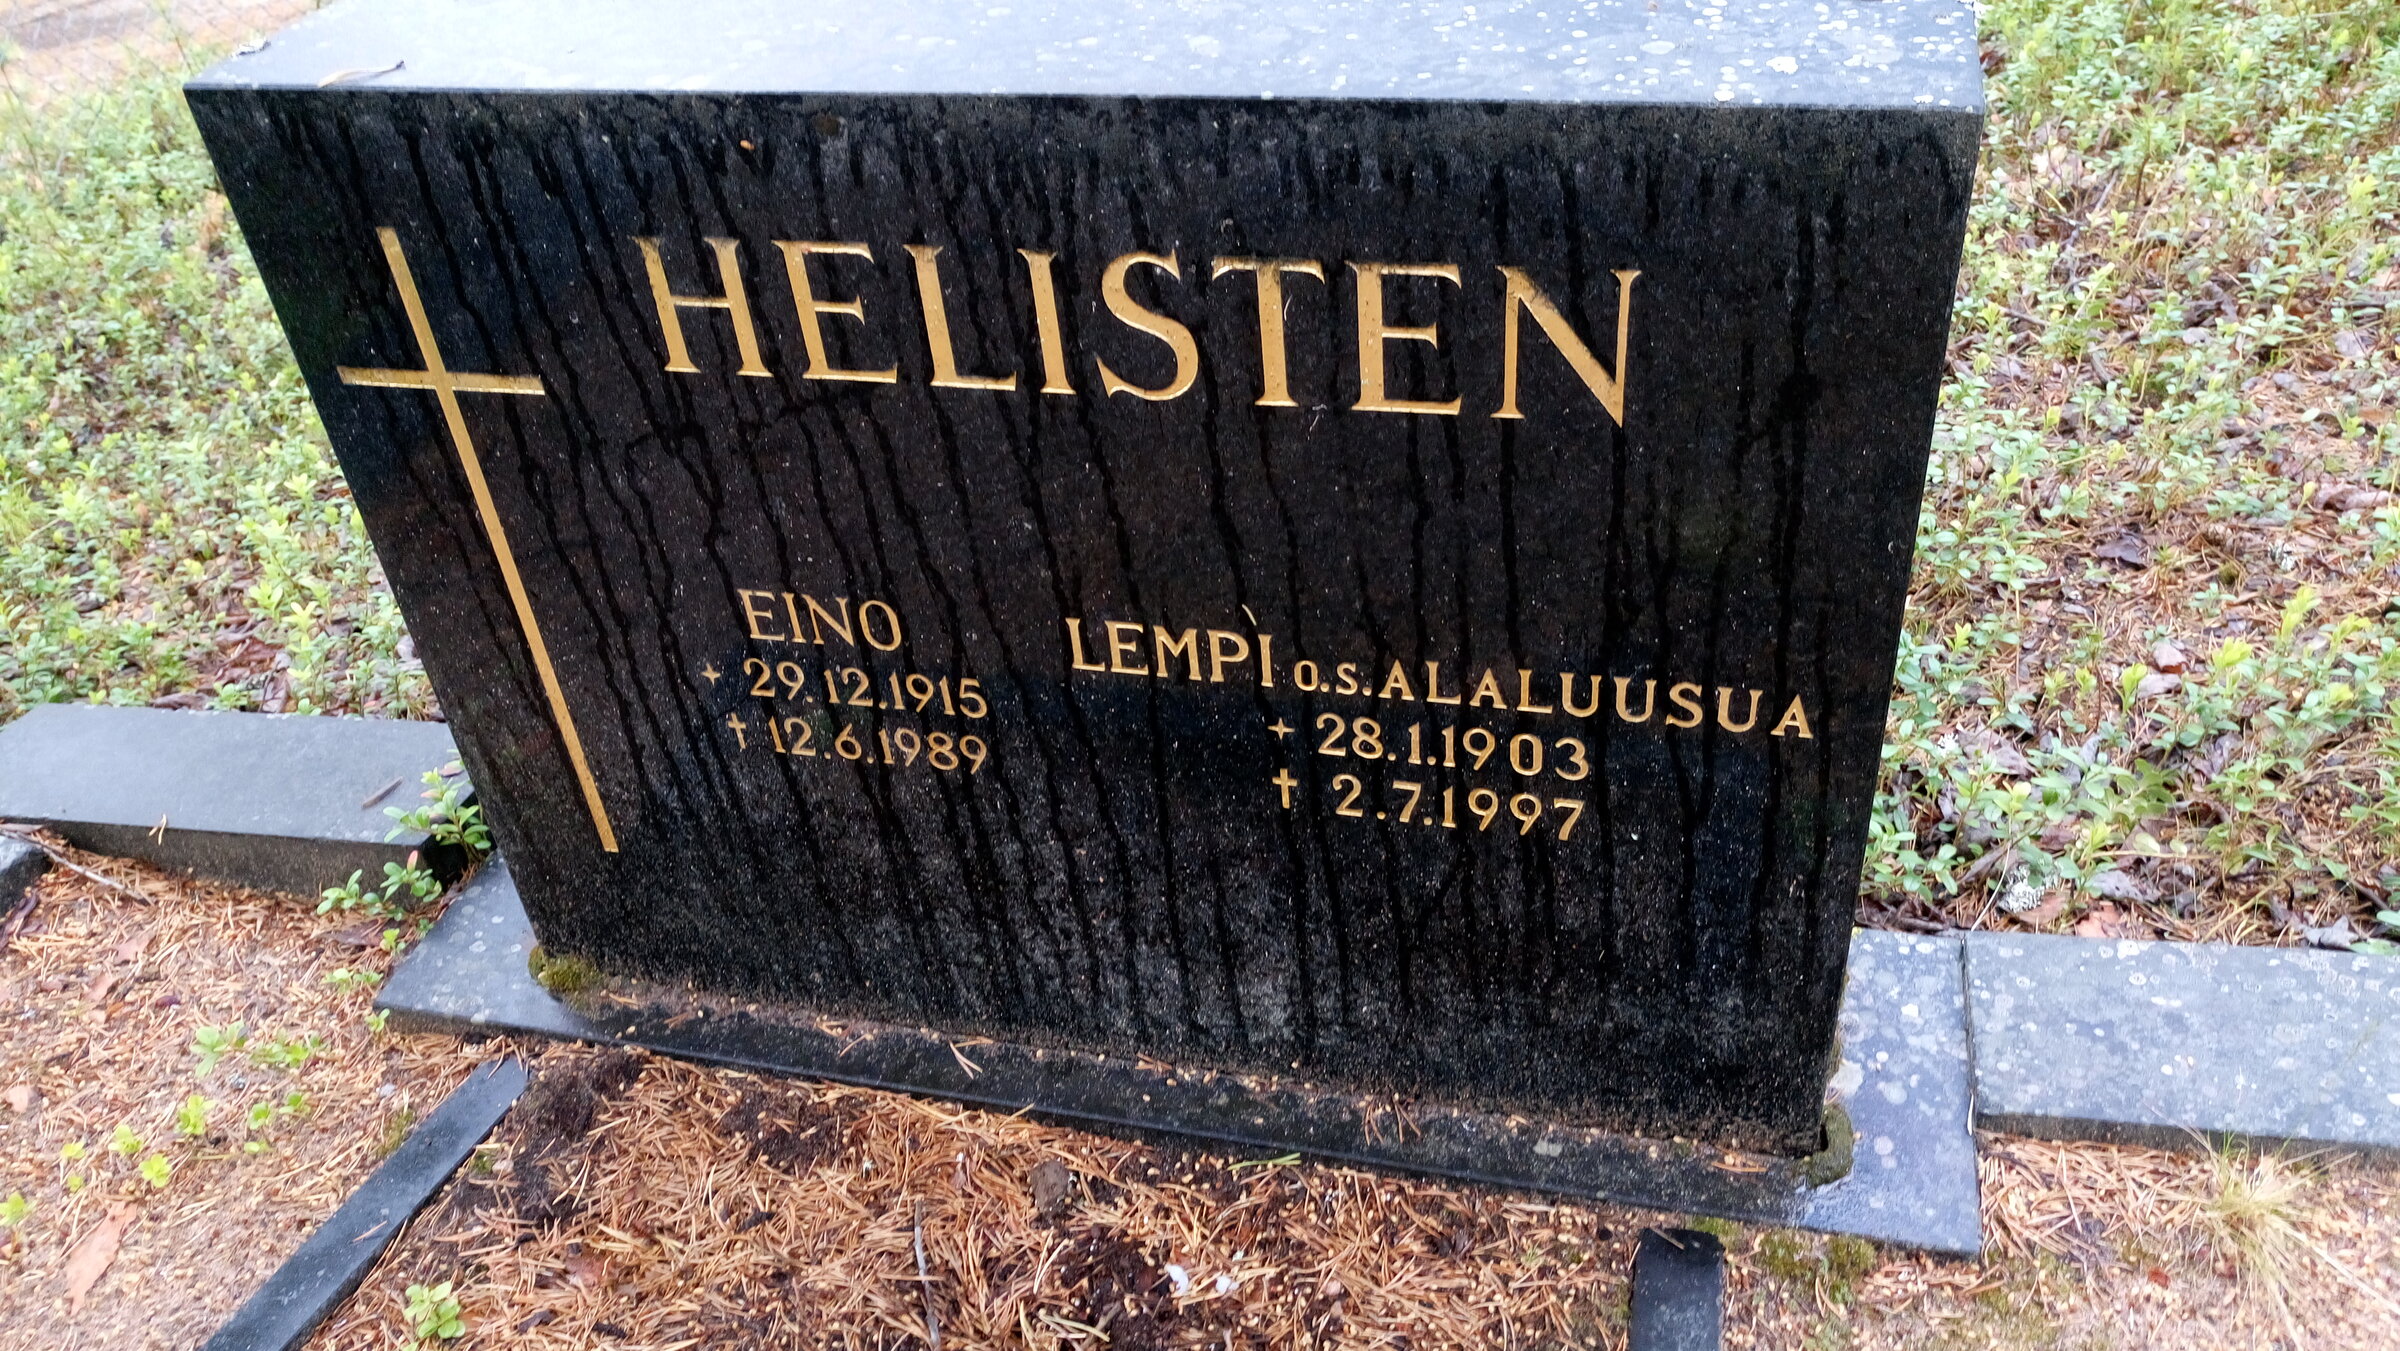 HELISTEN
EINO
+ 29.12.1915
† 12.6.1989
LEMPI o.s. ALALUUSUA
+ 28.1.1903
† 2.7.1997